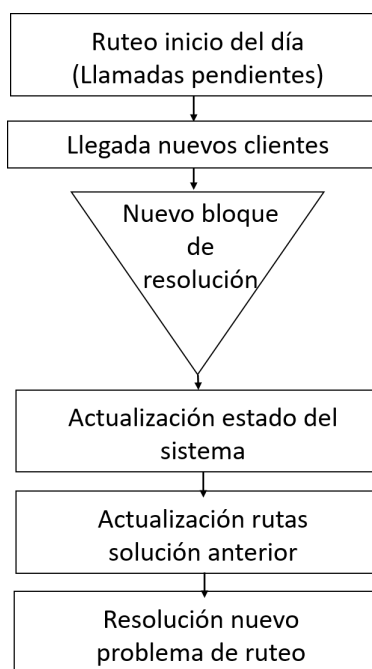 Ruteo inicio del día
(Llamadas pendientes)
Llegada nuevos clientes
Nuevo bloque
de
resolución
Actualización estado del
sistema
Actualización rutas
solución anterior
Resolución nuevo
problema de ruteo